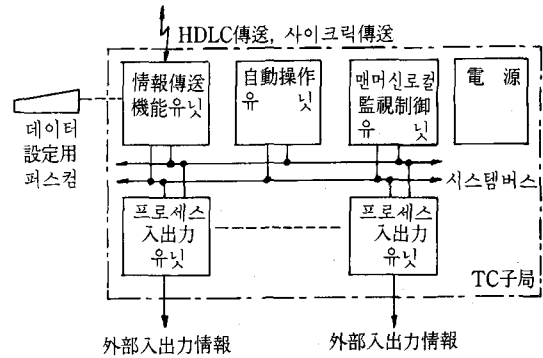 HDLC傳送, 사이크릭傳送
情報傳送
機能유닛
自動操作
유 닛
맨머신로컬
監視制御
유 닛
電 源
데이터
設定用
퍼스컴
시스템버스
프로세스
入出力
유닛
프로세스
入出力
유닛
TC子局
外部入出力情報
外部入出力情報